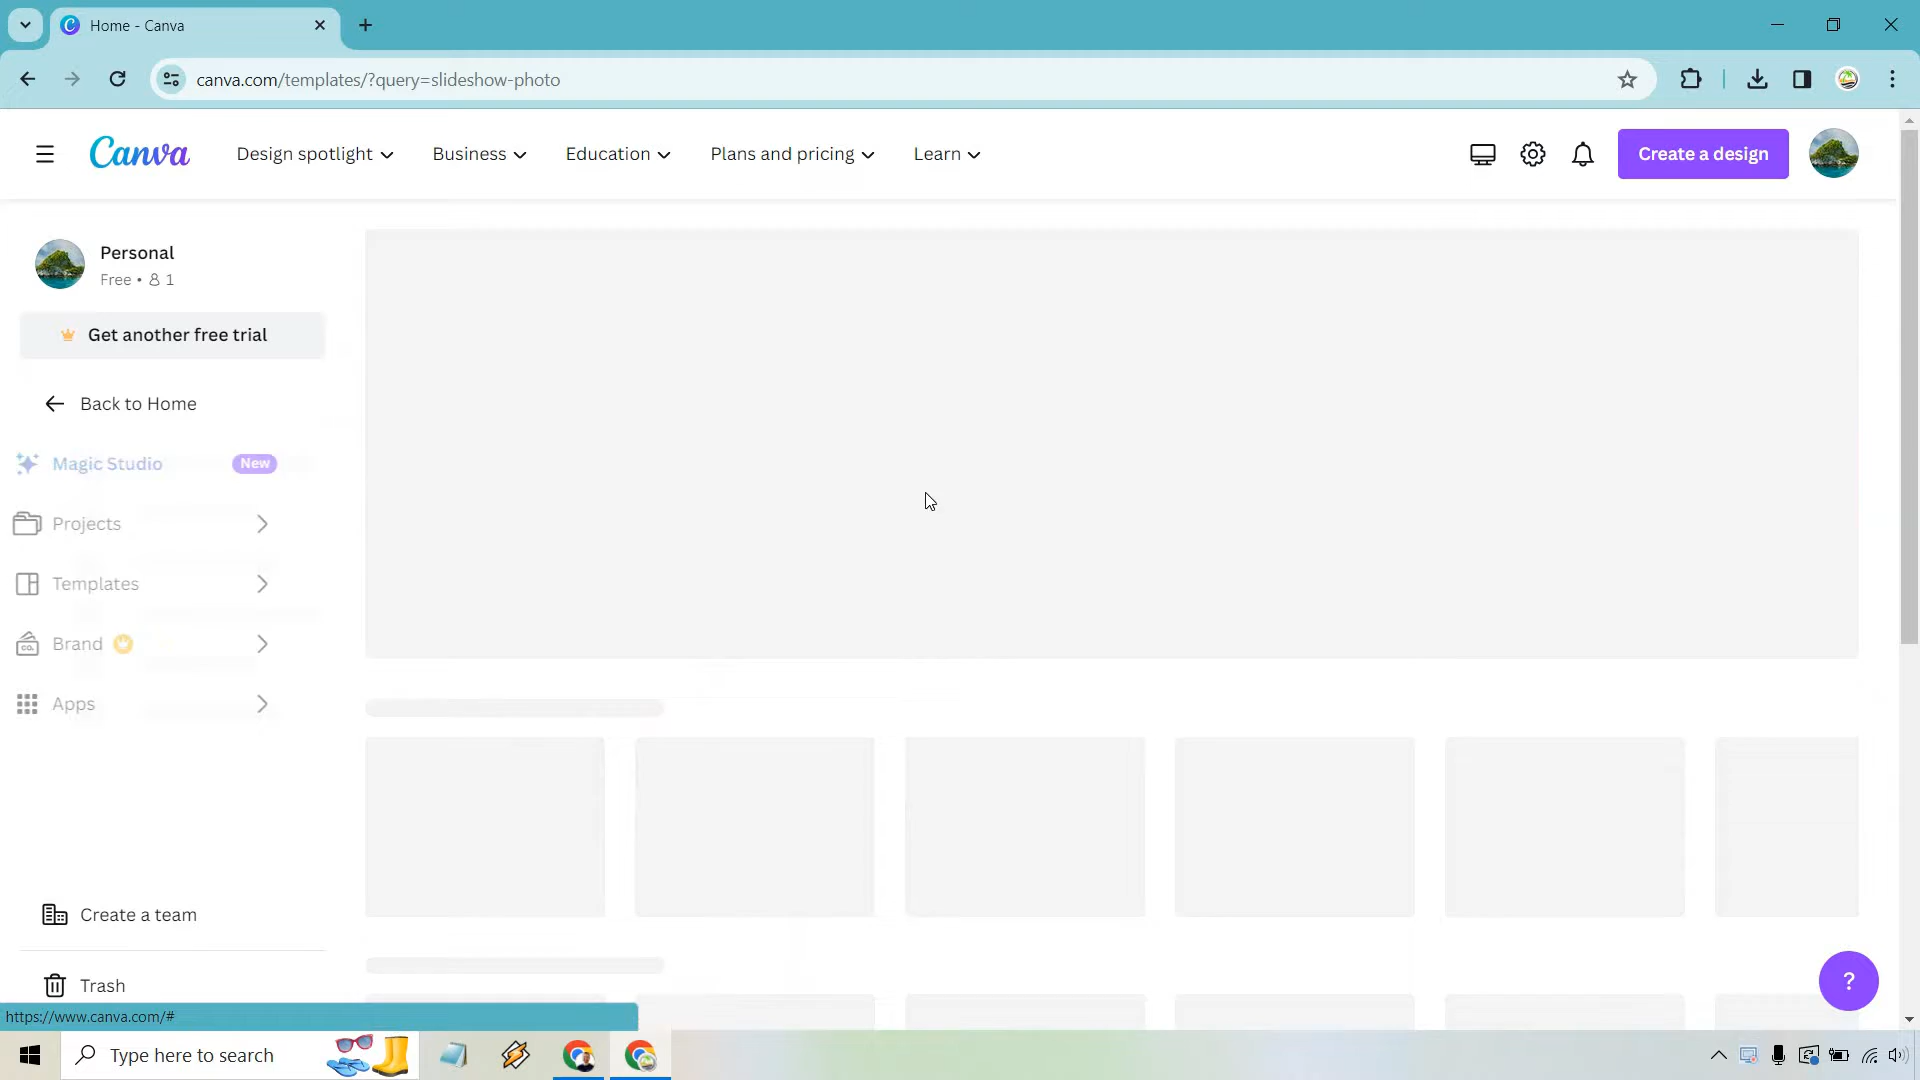 Home - Canva
canva.com/templates/?query=slideshow-photo
Canva
Design spotlight
Business
Education
Plans and pricing
Learn
Create a design
Personal
Free • 1
Get another free trial
Back to Home
Magic Studio
New
Projects
Templates
Brand
Apps
Create a team
Trash
?
https://www.canva.com/#
Type here to search